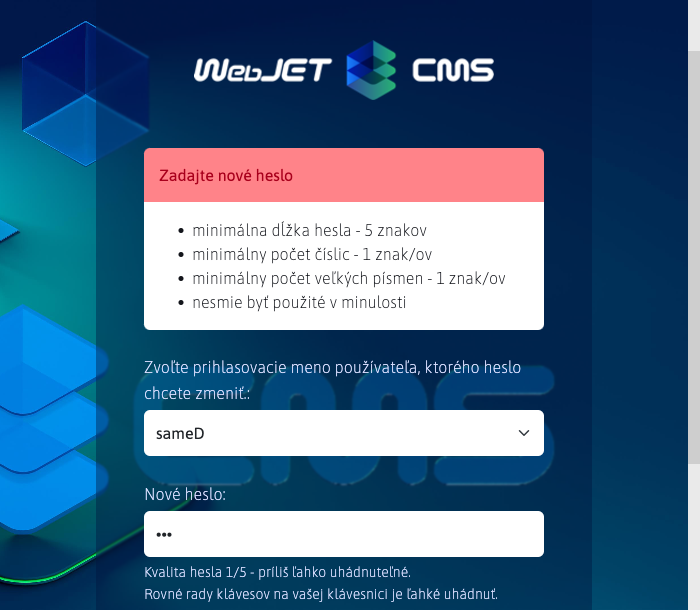 WebJET CMS
Zadajte nové heslo
minimálna dĺžka hesla - 5 znakov
minimálny počet číslic - 1 znak/ov
minimálny počet veľkých písmen - 1 znak/ov
nesmie byť použité v minulosti
Zvoľte prihlasovacie meno používateľa, ktorého heslo
chcete zmeniť.:
CMS
sameD
Nové heslo:
•••
Kvalita hesla 1/5 - príliš ľahko uhádnuteľné.
Rovné rady klávesov na vašej klávesnici je ľahké uhádnuť.